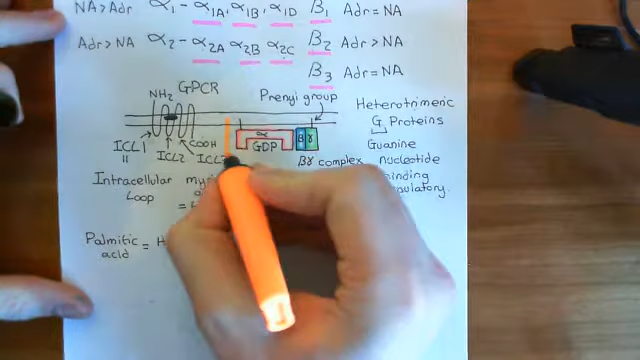 NA>Adr α1 - α1A, α1B, α1D β1 Adr = NA
Adr>NA α2 - α2A α2B α2C β2 Adr > NA
β3 Adr = NA
GPCR
NH2 Prenyl group
Heterotrimeric
G Proteins
α
GDP
β γ
COOH
ICL1 ICL2
= βγ complex
Guanine
nucleotide
Intracellular
Loop
Palmitic
acid =